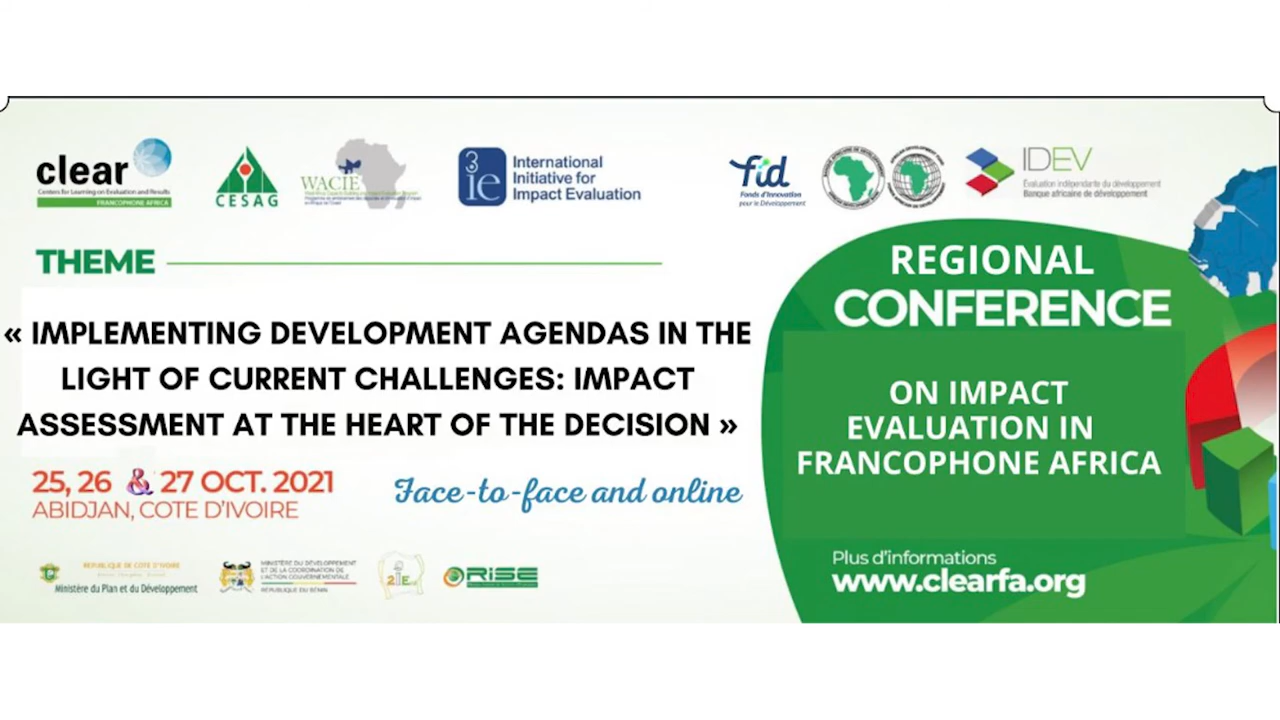 clear
Centers for Learning on Evaluation and Results
FRANCOPHONE AFRICA
CESAG
WACIE
3ie
International
Initiative for
Impact Evaluation
fid
Fonds d'Innovation
pour le Développement
IDEV
Évaluation indépendante du développement
Banque africaine de développement
THEME
« IMPLEMENTING DEVELOPMENT AGENDAS IN THE
LIGHT OF CURRENT CHALLENGES: IMPACT
ASSESSMENT AT THE HEART OF THE DECISION »
25, 26 & 27 OCT. 2021
ABIDJAN, COTE D'IVOIRE
Face-to-face and online
REGIONAL
CONFERENCE
ON IMPACT
EVALUATION IN
FRANCOPHONE AFRICA
Plus d'informations
www.clearfa.org
REPUBLIQUE DE COTE D'IVOIRE
Ministère du Plan et du Développement
MINISTÈRE DU DÉVELOPPEMENT
ET DE LA COORDINATION DE
L'ACTION GOUVERNEMENTALE
RÉPUBLIQUE DU BÉNIN
2iE
RISE